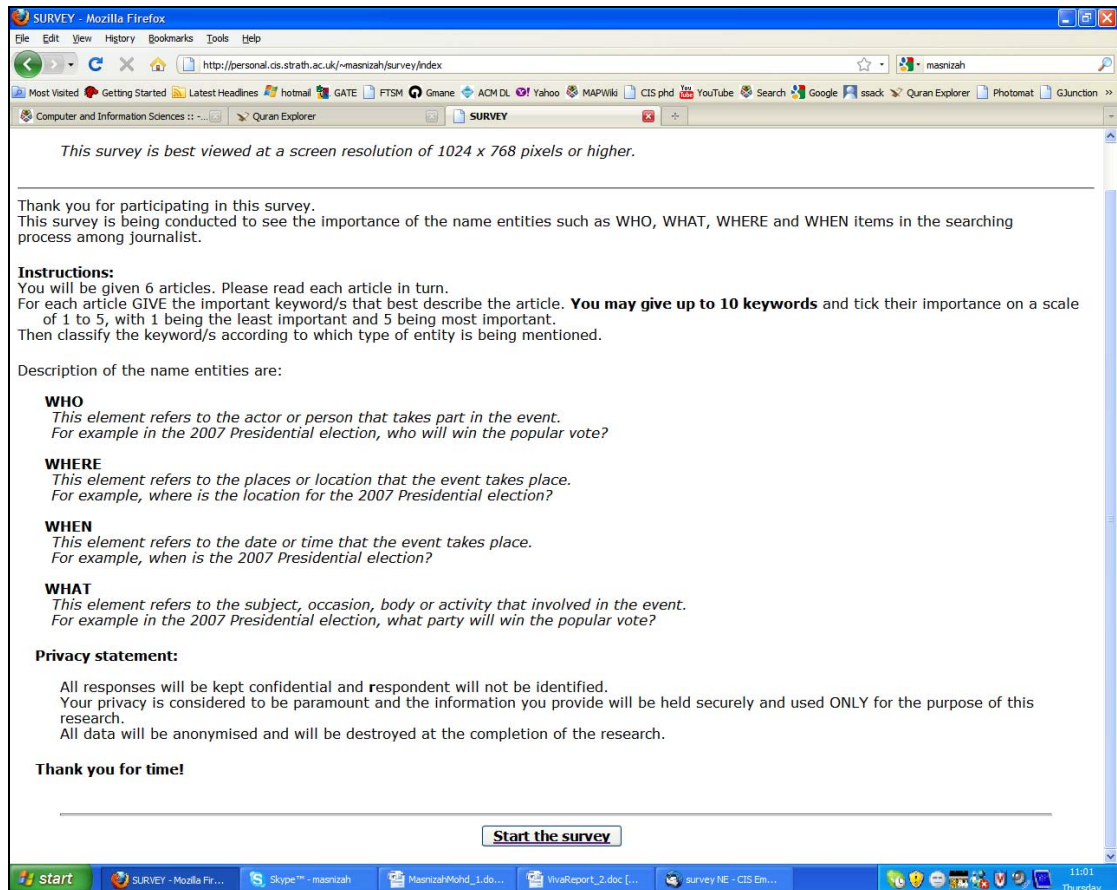 SURVEY - Mozilla Firefox
File Edit View History Bookmarks Tools Help
http://personal.cis.strath.ac.uk/~masnizah/survey/index
masnizah
Most Visited Getting Started Latest Headlines hotmail GATE FTSM Gmane ACM DL Yahoo MAPWiki CIS phd YouTube Search Google ssack Quran Explorer Photomat GJunction »
Computer and Information Sciences :: -... Quran Explorer SURVEY
This survey is best viewed at a screen resolution of 1024 x 768 pixels or higher.
Thank you for participating in this survey.
This survey is being conducted to see the importance of the name entities such as WHO, WHAT, WHERE and WHEN items in the searching
process among journalist.
Instructions:
You will be given 6 articles. Please read each article in turn.
For each article GIVE the important keyword/s that best describe the article. You may give up to 10 keywords and tick their importance on a scale
of 1 to 5, with 1 being the least important and 5 being most important.
Then classify the keyword/s according to which type of entity is being mentioned.
Description of the name entities are:
WHO
This element refers to the actor or person that takes part in the event.
For example in the 2007 Presidential election, who will win the popular vote?
WHERE
This element refers to the places or location that the event takes place.
For example, where is the location for the 2007 Presidential election?
WHEN
This element refers to the date or time that the event takes place.
For example, when is the 2007 Presidential election?
WHAT
This element refers to the subject, occasion, body or activity that involved in the event.
For example in the 2007 Presidential election, what party will win the popular vote?
Privacy statement:
All responses will be kept confidential and respondent will not be identified.
Your privacy is considered to be paramount and the information you provide will be held securely and used ONLY for the purpose of this
research.
All data will be anonymised and will be destroyed at the completion of the research.
Thank you for time!
Start the survey
start SURVEY - Mozilla Fir... Skype™ - masnizah MasnizahMohd_1.do... VivaReport_2.doc [... survey NE - CIS Em... 11:01
Thursday